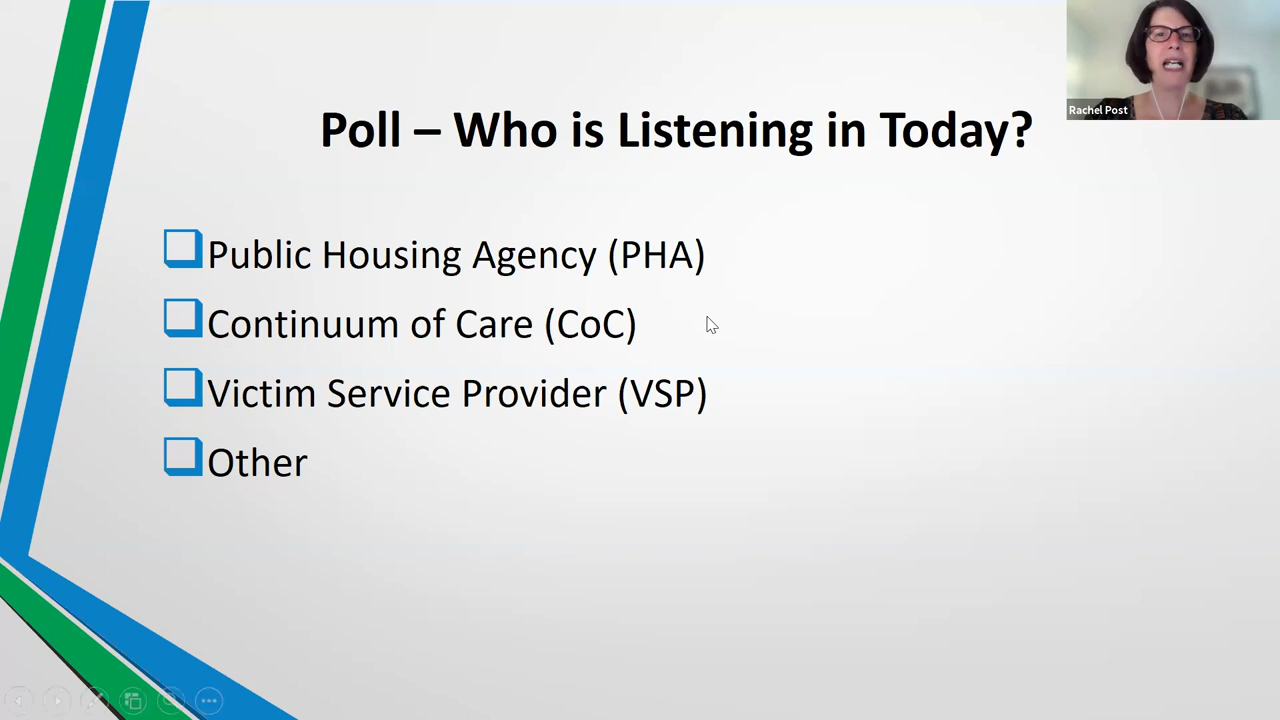 Rachel Post
Poll – Who is Listening in Today?
Public Housing Agency (PHA)
Continuum of Care (CoC)
Victim Service Provider (VSP)
Other